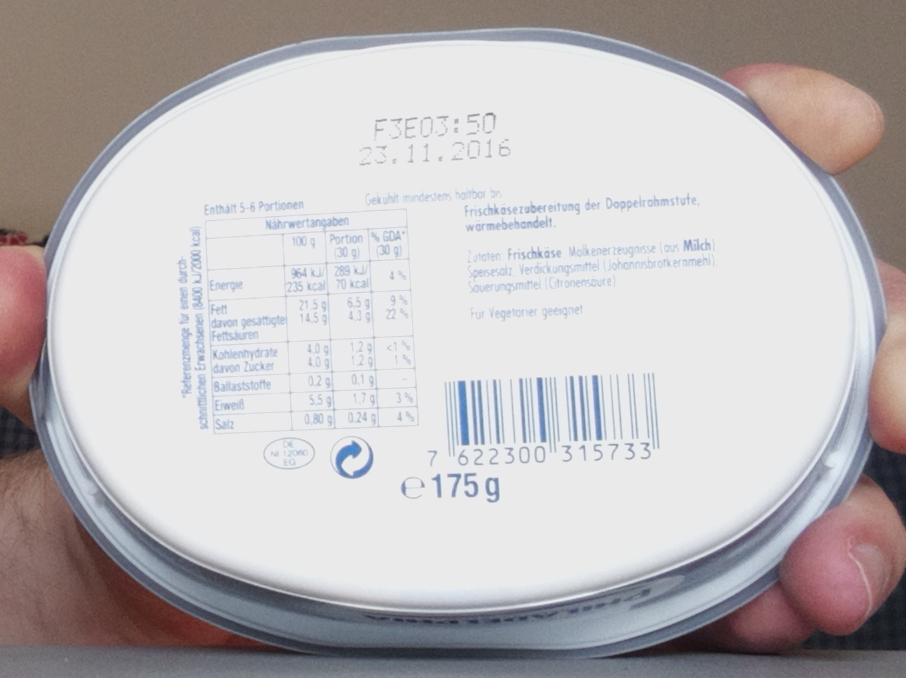 F3E03:50
23.11.2016
Gekühlt mindestens haltbar bis
Enthält 5-6 Portionen
Nährwertangaben
100 g Portion (30 g) % GDA* (30 g)
Energie 964 kJ/ 235 kcal 289 kJ/ 70 kcal 4 %
Fett 21,5 g 6,5 g 9 %
davon gesättigte Fettsäuren 14,5 g 4,3 g 22 %
Kohlenhydrate 4,0 g 1,2 g <1 %
davon Zucker 4,0 g 1,2 g 1 %
Ballaststoffe 0,2 g 0,1 g -
Eiweiß 5,5 g 1,7 g 3 %
Salz 0,80 g 0,24 g 4 %
*Referenzmenge für einen durch-
schnittlichen Erwachsenen (8400 kJ/2000 kcal)
Frischkäsezubereitung der Doppelrahmstufe,
wärmebehandelt.
Zutaten: Frischkäse, Molkenerzeugnisse (aus Milch),
Speisesalz, Verdickungsmittel (Johannisbrotkernmehl),
Säuerungsmittel (Citronensäure)
Für Vegetarier geeignet
DE
EG
7 622300 315733
e 175 g
PHILADELPHIA